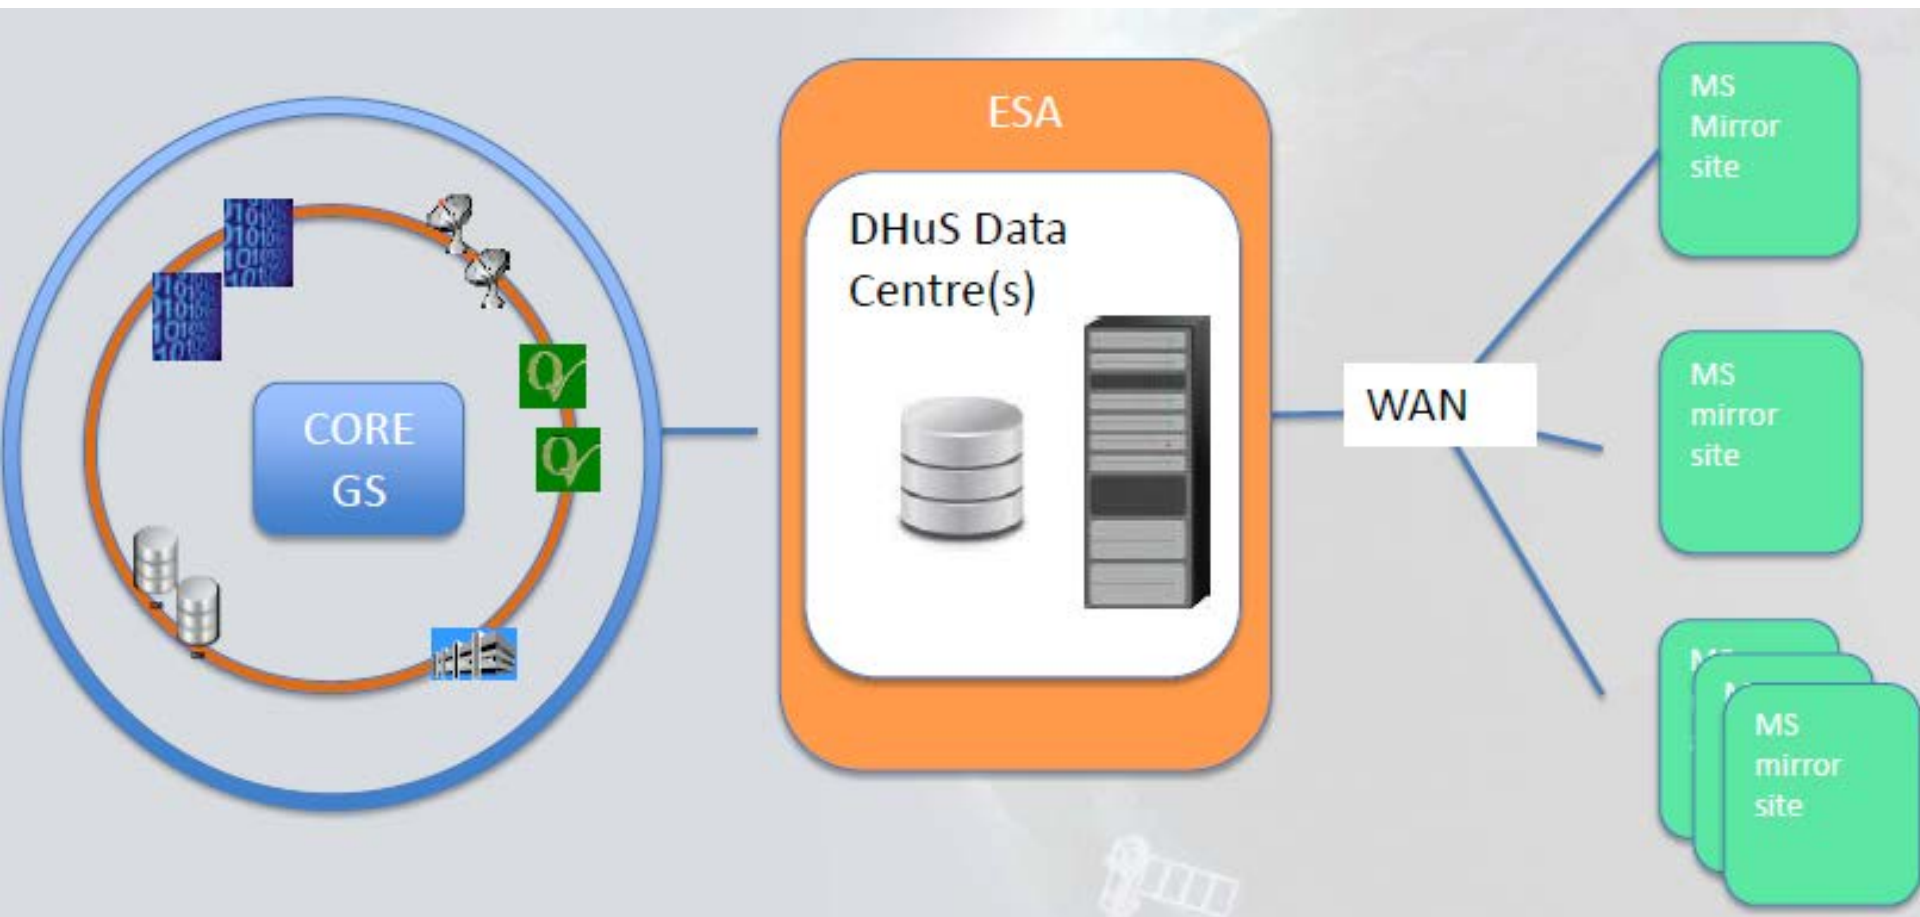 CORE
GS
ESA
DHuS Data
Centre(s)
WAN
MS
Mirror
site
MS
mirror
site
MS
mirror
site